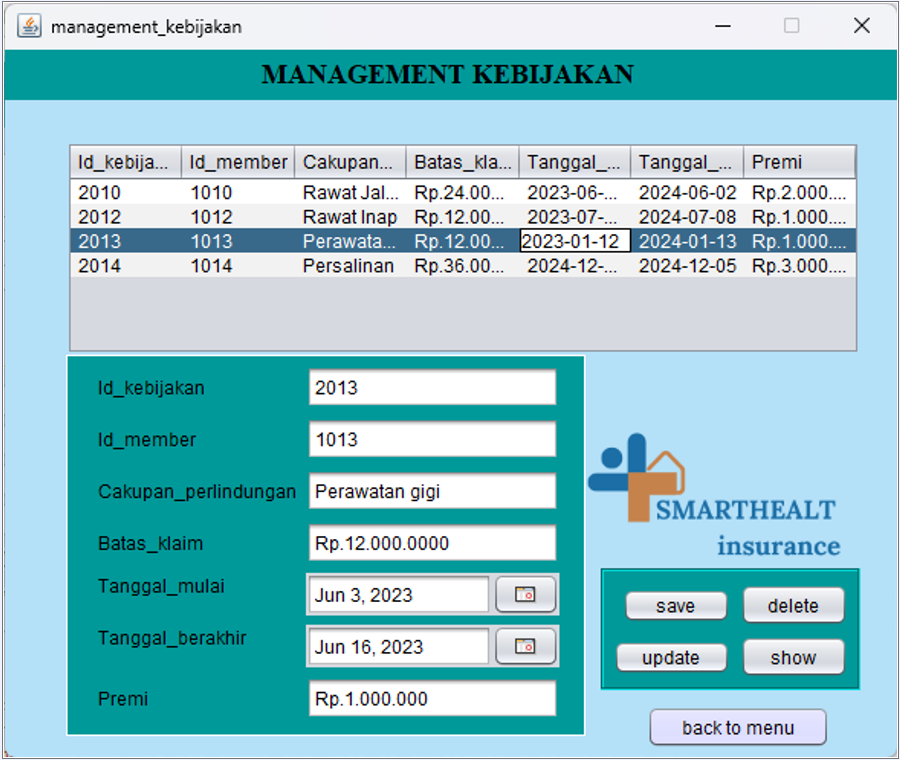 management_kebijakan
MANAGEMENT KEBIJAKAN
Id_kebija... Id_member Cakupan... Batas_kla... Tanggal_... Tanggal_... Premi
2010 1010 Rawat Jal... Rp.24.00... 2023-06-... 2024-06-02 Rp.2.000....
2012 1012 Rawat Inap Rp.12.00... 2023-07-... 2024-07-08 Rp.1.000....
2013 1013 Perawata... Rp.12.00... 2023-01-12 2024-01-13 Rp.1.000....
2014 1014 Persalinan Rp.36.00... 2024-12-... 2024-12-05 Rp.3.000....
Id_kebijakan 2013
Id_member 1013
Cakupan_perlindungan Perawatan gigi
Batas_klaim Rp.12.000.0000
Tanggal_mulai Jun 3, 2023
Tanggal_berakhir Jun 16, 2023
Premi Rp.1.000.000
SMARTHEALT
insurance
save delete
update show
back to menu